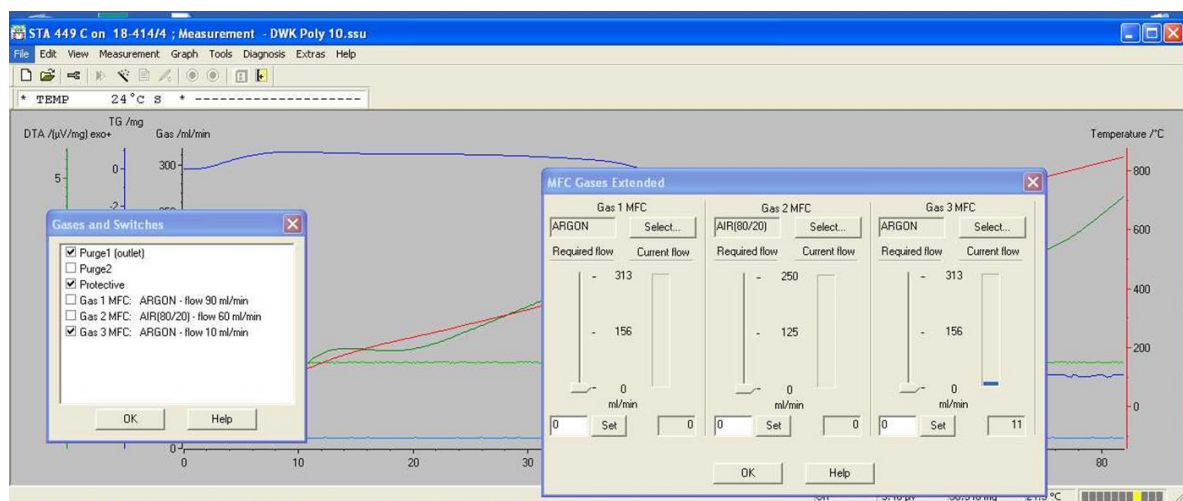 STA 449 C on 18-414/4 ; Measurement - DWK Poly 10.ssu
File Edit View Measurement Graph Tools Diagnosis Extras Help
* TEMP 24°C S * ---------------------
TG /mg
DTA /(µV/mg) exo+ Gas /ml/min Temperature /°C
5
0
-2
300
800
600
400
200
0
Gases and Switches
Purge1 (outlet)
Purge2
Protective
Gas 1 MFC: ARGON - flow 90 ml/min
Gas 2 MFC: AIR(80/20) - flow 60 ml/min
Gas 3 MFC: ARGON - flow 10 ml/min
OK Help
MFC Gases Extended
Gas 1 MFC
ARGON Select...
Required flow Current flow
313
156
0
ml/min
0 Set 0
Gas 2 MFC
AIR(80/20) Select...
Required flow Current flow
250
125
0
ml/min
0 Set 0
Gas 3 MFC
ARGON Select...
Required flow Current flow
313
156
0
ml/min
0 Set 11
OK Help
0
0 10 20 30 80